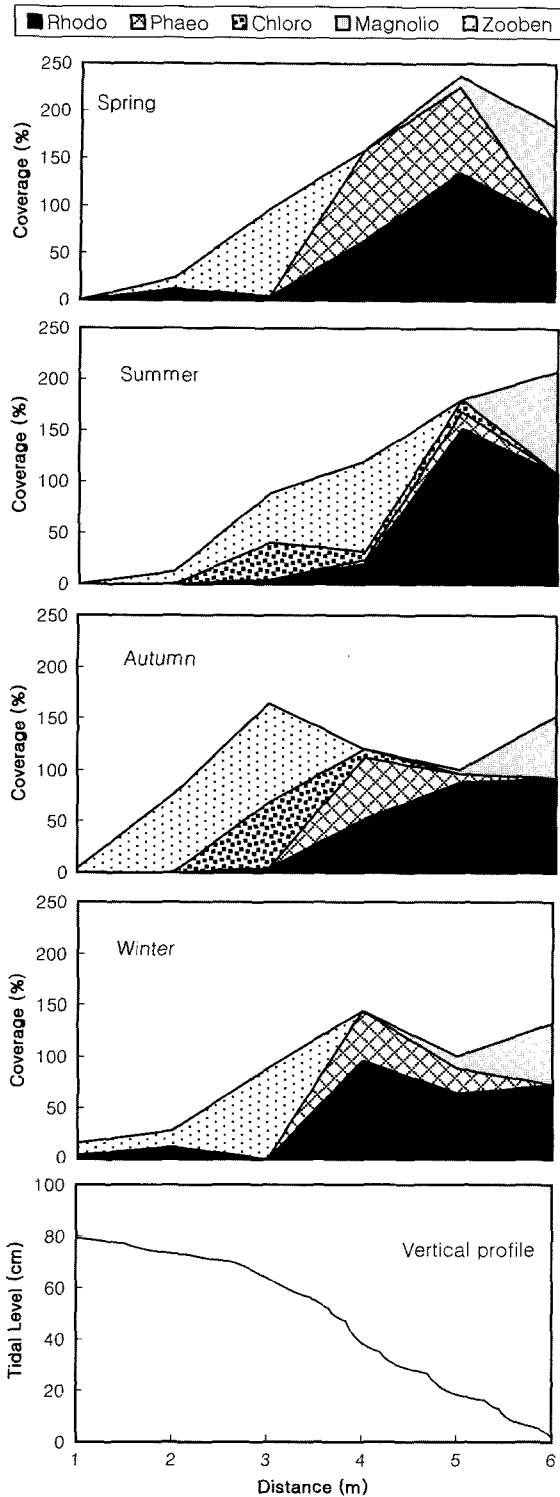 Rhodo Phaeo Chloro Magnolio Zooben
250
200
150
100
50
0
Coverage (%)
Spring
250
200
150
100
50
0
Coverage (%)
Summer
250
200
150
100
50
0
Coverage (%)
Autumn
250
200
150
100
50
0
Coverage (%)
Winter
100
80
60
40
20
0
Tidal Level (cm)
Vertical profile
1 2 3 4 5 6
Distance (m)